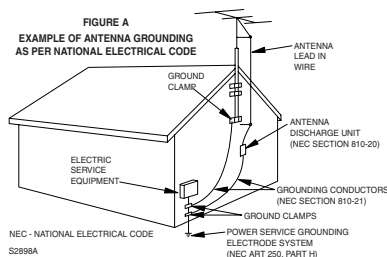 FIGURE A
EXAMPLE OF ANTENNA GROUNDING
AS PER NATIONAL ELECTRICAL CODE
ANTENNA
LEAD IN
WIRE
GROUND
CLAMP
ANTENNA
DISCHARGE UNIT
(NEC SECTION 810-20)
ELECTRIC
SERVICE
EQUIPMENT
GROUNDING CONDUCTORS
(NEC SECTION 810-21)
GROUND CLAMPS
POWER SERVICE GROUNDING
ELECTRODE SYSTEM
(NEC ART 250, PART H)
NEC - NATIONAL ELECTRICAL CODE
S2898A